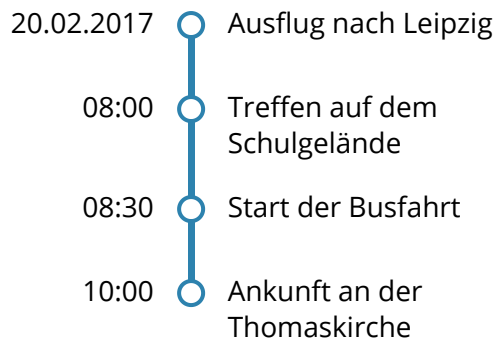 20.02.2017 Ausflug nach Leipzig
08:00 Treffen auf dem
Schulgelände
08:30 Start der Busfahrt
10:00 Ankunft an der
Thomaskirche